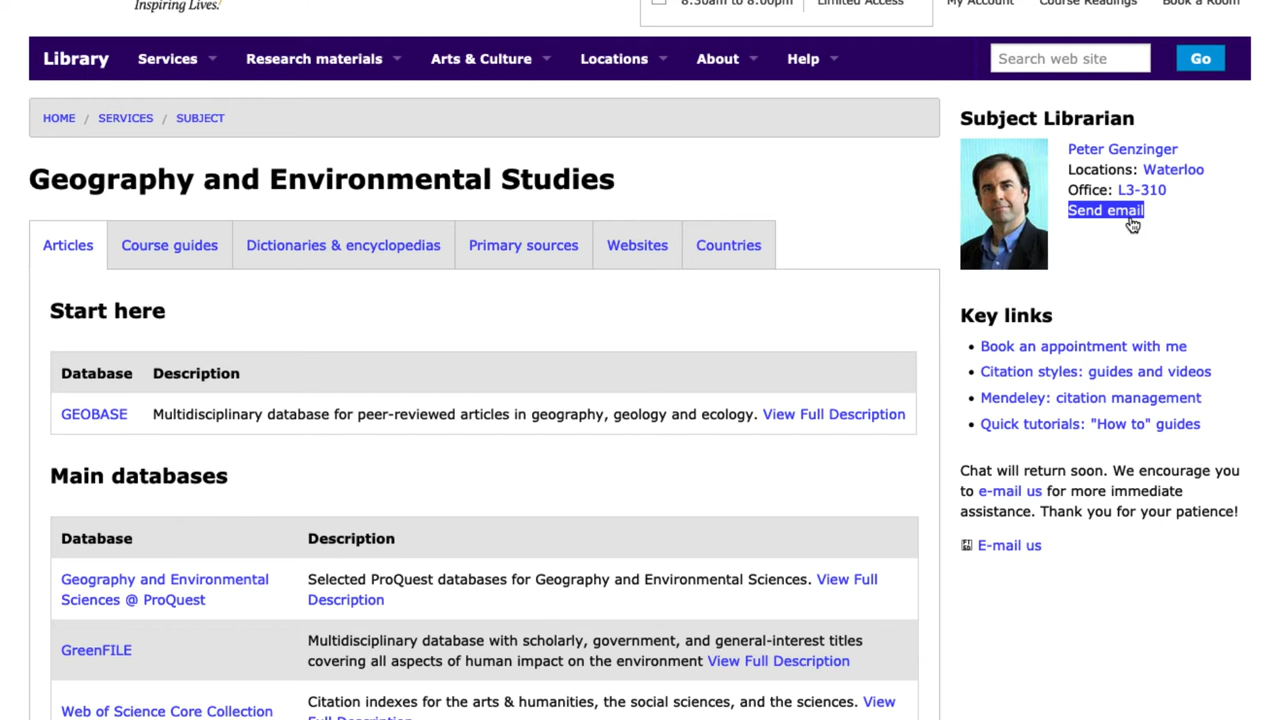 Inspiring Lives.
8:30am to 8:00pm
Limited Access
My Account
Course Readings
Book a Room
Library
Services
Research materials
Arts & Culture
Locations
About
Help
Search web site
Go
HOME / SERVICES / SUBJECT
Geography and Environmental Studies
Articles
Course guides
Dictionaries & encyclopedias
Primary sources
Websites
Countries
Start here
Database
Description
GEOBASE
Multidisciplinary database for peer-reviewed articles in geography, geology and ecology. View Full Description
Main databases
Database
Description
Geography and Environmental
Sciences @ ProQuest
Selected ProQuest databases for Geography and Environmental Sciences. View Full
Description
GreenFILE
Multidisciplinary database with scholarly, government, and general-interest titles
covering all aspects of human impact on the environment View Full Description
Web of Science Core Collection
Citation indexes for the arts & humanities, the social sciences, and the sciences. View
Full Description
Subject Librarian
Peter Genzinger
Locations: Waterloo
Office: L3-310
Send email
Key links
• Book an appointment with me
• Citation styles: guides and videos
• Mendeley: citation management
• Quick tutorials: "How to" guides
Chat will return soon. We encourage you
to e-mail us for more immediate
assistance. Thank you for your patience!
E-mail us